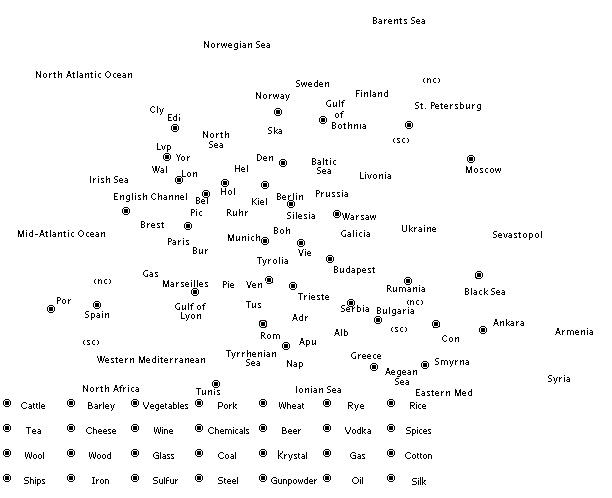 Barents Sea
Norwegian Sea
North Atlantic Ocean
(nc)
Sweden
Finland
Norway
Gulf
of
Bothnia
St. Petersburg
Cly
Edi
Ska
North
Sea
(sc)
Lvp
Yor
Den
Baltic
Sea
Moscow
Wal
Lon
Hel
Livonia
Irish Sea
English Channel
Hol
Bel
Kiel
Berlin
Prussia
Pic
Ruhr
Silesia
Warsaw
Brest
Mid-Atlantic Ocean
Paris
Munich
Boh
Galicia
Ukraine
Sevastopol
Bur
Vie
Tyrolia
Budapest
Gas
(nc)
Marseilles
Pie
Ven
Rumania
Black Sea
Por
Spain
Gulf of
Lyon
Tus
Trieste
Serbia
(nc)
Bulgaria
Adr
(sc)
Ankara
Armenia
Rom
Apu
Alb
Con
(sc)
Western Mediterranean
Tyrrhenian
Sea
Nap
Greece
Smyrna
Aegean
Sea
Syria
North Africa
Tunis
Ionian Sea
Eastern Med
Cattle Barley Vegetables Pork Wheat Rye Rice
Tea Cheese Wine Chemicals Beer Vodka Spices
Wool Wood Glass Coal Krystal Gas Cotton
Ships Iron Sulfur Steel Gunpowder Oil Silk